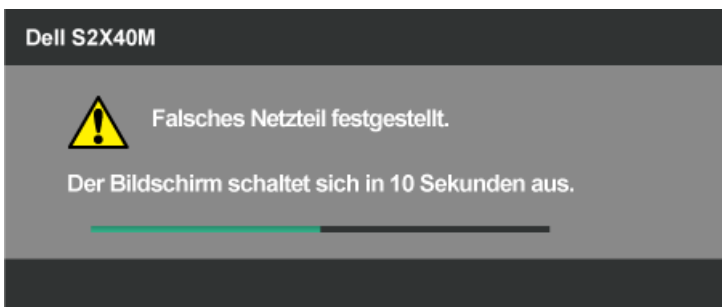 Dell S2X40M
Falsches Netzteil festgestellt.
Der Bildschirm schaltet sich in 10 Sekunden aus.